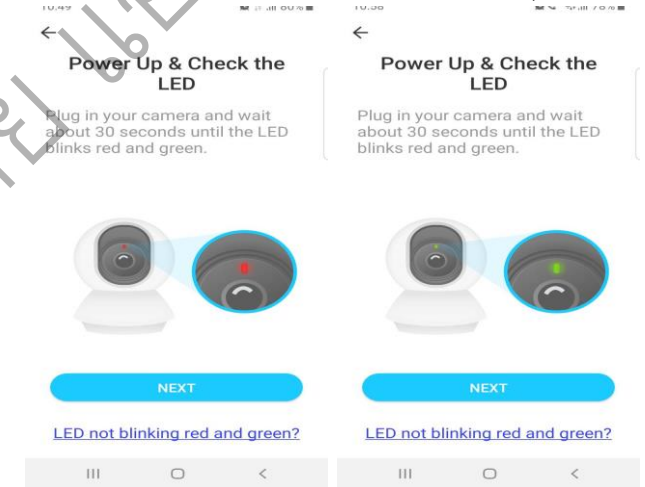 Power Up & Check the
LED
Plug in your camera and wait
about 30 seconds until the LED
blinks red and green.
NEXT
LED not blinking red and green?
Power Up & Check the
LED
Plug in your camera and wait
about 30 seconds until the LED
blinks red and green.
NEXT
LED not blinking red and green?